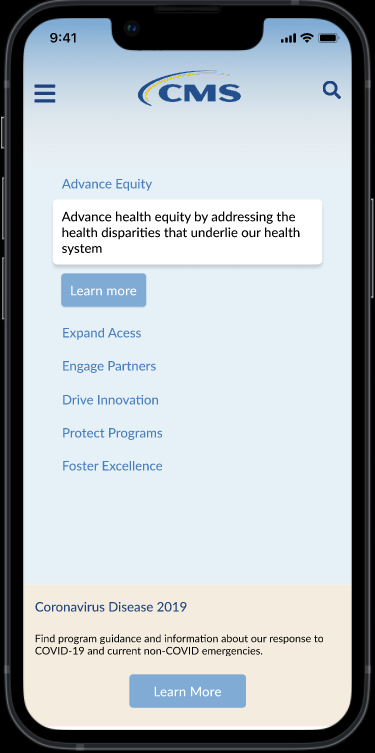 9:41
CMS
Advance Equity
Advance health equity by addressing the
health disparities that underlie our health
system
Learn more
Expand Acess
Engage Partners
Drive Innovation
Protect Programs
Foster Excellence
Coronavirus Disease 2019
Find program guidance and information about our response to
COVID-19 and current non-COVID emergencies.
Learn More